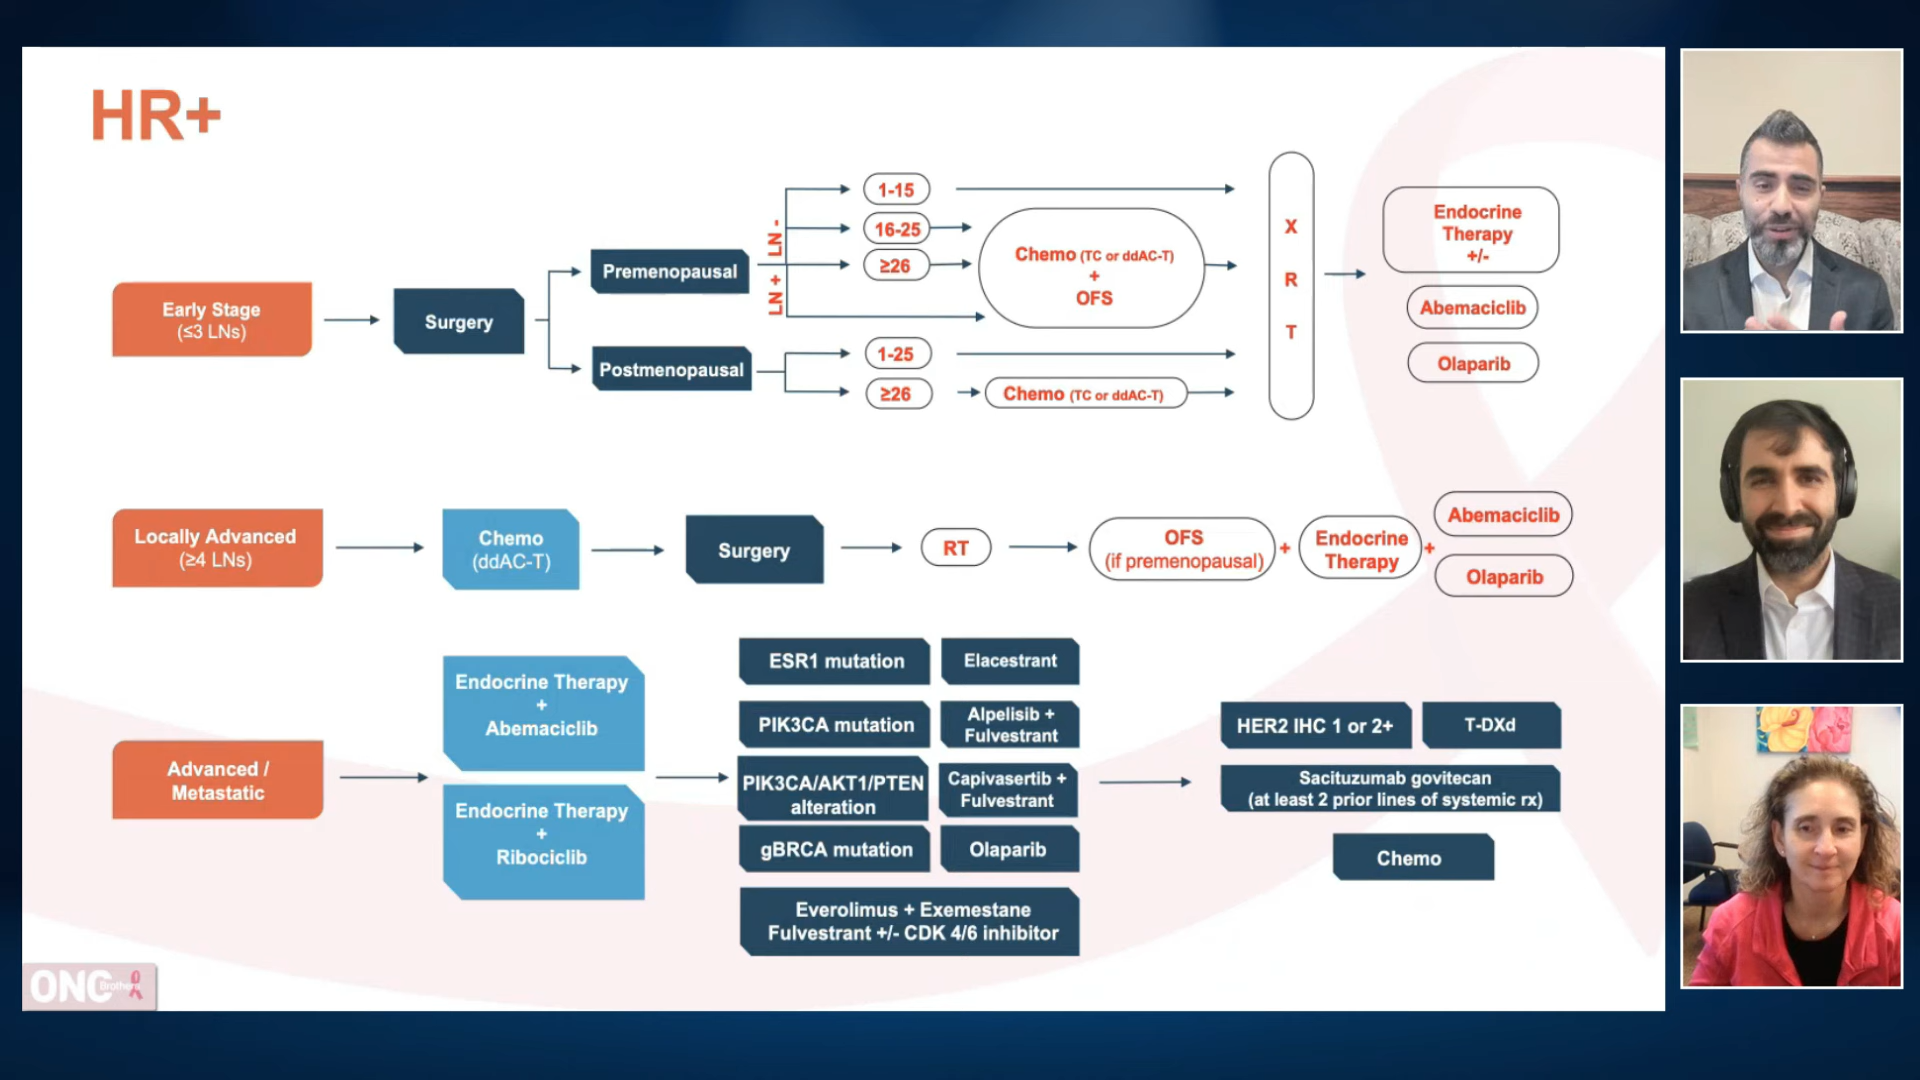 HR+
Early Stage
(≤3 LNs)
Surgery
Premenopausal
Postmenopausal
LN -
LN +
1-15
16-25
≥26
Chemo (TC or ddAC-T)
+
OFS
1-25
≥26
Chemo (TC or ddAC-T)
X
R
T
Endocrine
Therapy
+/-
Abemaciclib
Olaparib
Locally Advanced
(≥4 LNs)
Chemo
(ddAC-T)
Surgery
RT
OFS
(if premenopausal)
+
Endocrine
Therapy
+
Abemaciclib
Olaparib
Advanced /
Metastatic
Endocrine Therapy
+
Abemaciclib
Endocrine Therapy
+
Ribociclib
ESR1 mutation
Elacestrant
PIK3CA mutation
Alpelisib +
Fulvestrant
PIK3CA/AKT1/PTEN
alteration
Capivasertib +
Fulvestrant
gBRCA mutation
Olaparib
Everolimus + Exemestane
Fulvestrant +/- CDK 4/6 inhibitor
HER2 IHC 1 or 2+
T-DXd
Sacituzumab govitecan
(at least 2 prior lines of systemic rx)
Chemo
ONC
Brothers